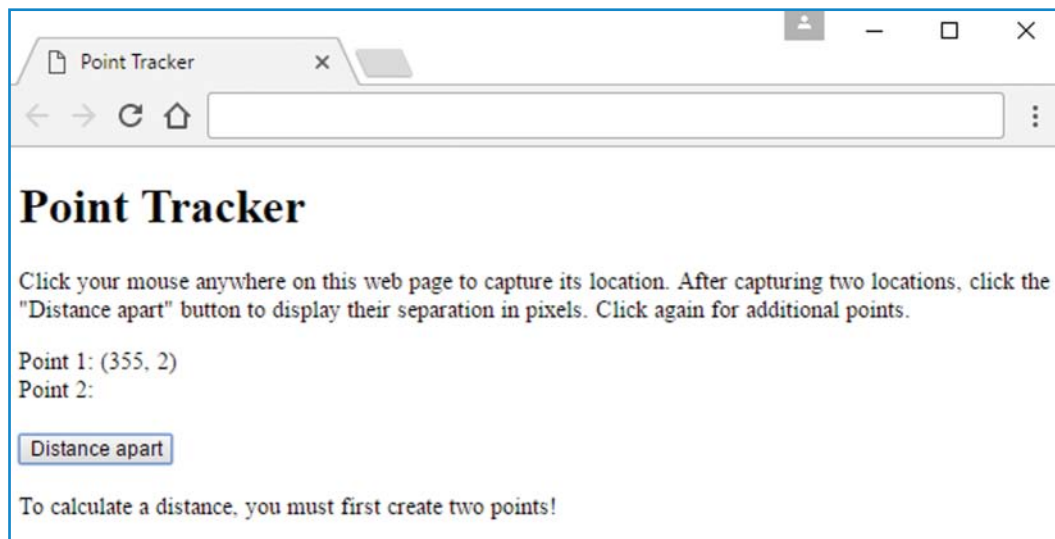 Point Tracker
Point Tracker
Click your mouse anywhere on this web page to capture its location. After capturing two locations, click the
"Distance apart" button to display their separation in pixels. Click again for additional points.
Point 1: (355, 2)
Point 2:
Distance apart
To calculate a distance, you must first create two points!